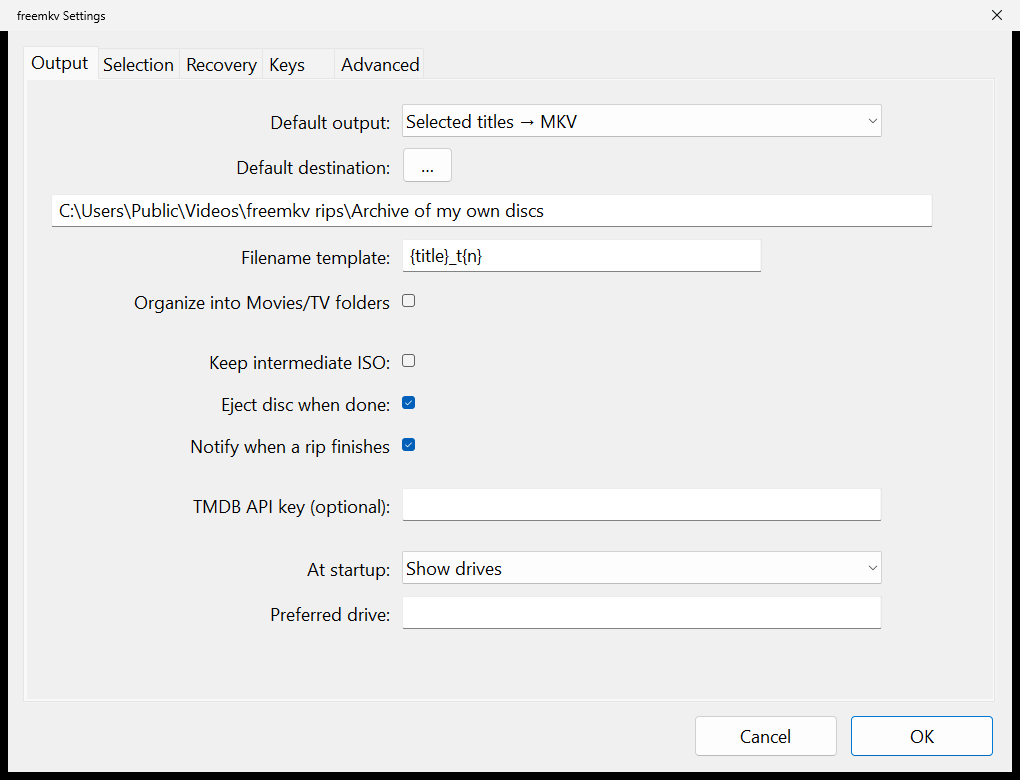 freemkv Settings
Output Selection Recovery Keys Advanced
Default output: Selected titles → MKV
Default destination: ...
C:\Users\Public\Videos\freemkv rips\Archive of my own discs
Filename template: {title}_t{n}
Organize into Movies/TV folders
Keep intermediate ISO:
Eject disc when done:
Notify when a rip finishes
TMDB API key (optional):
At startup: Show drives
Preferred drive:
Cancel OK